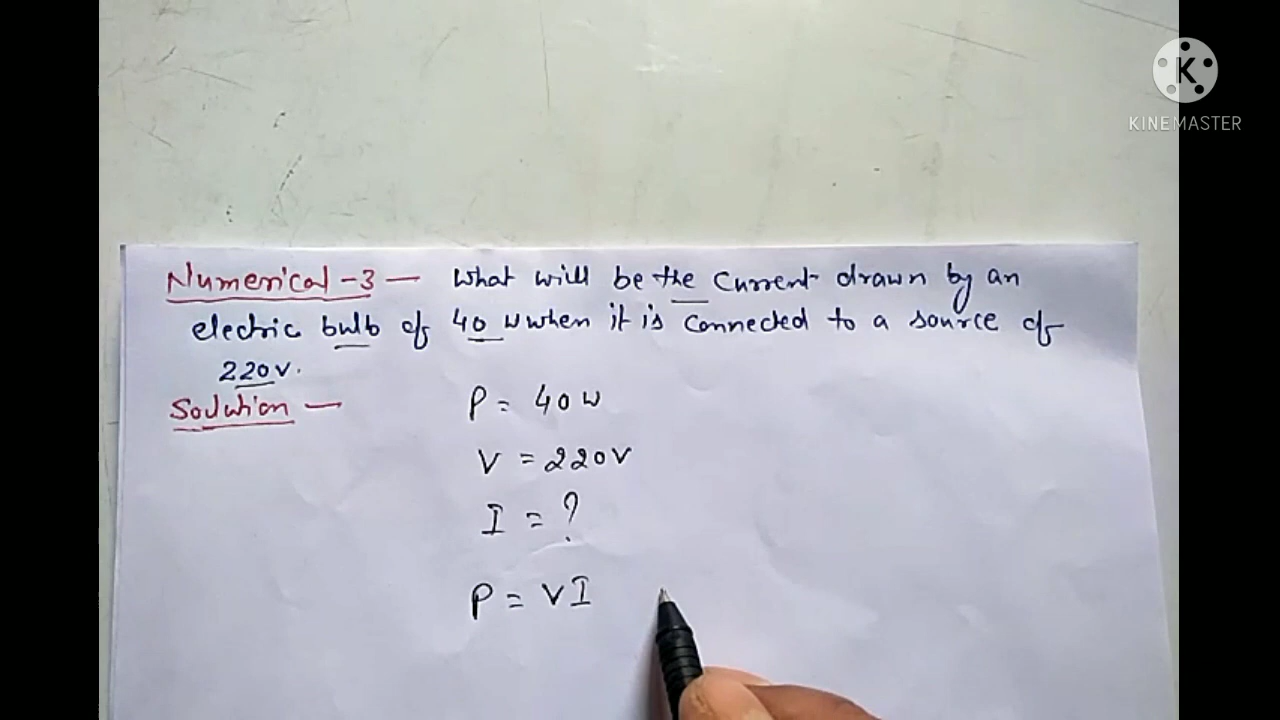 KINEMASTER
Numerical -3 — What will be the Current drawn by an
electric bulb of 40 W when it is connected to a source of
220V.
Solution —
P = 40 W
V = 220V
I = ?
P = VI